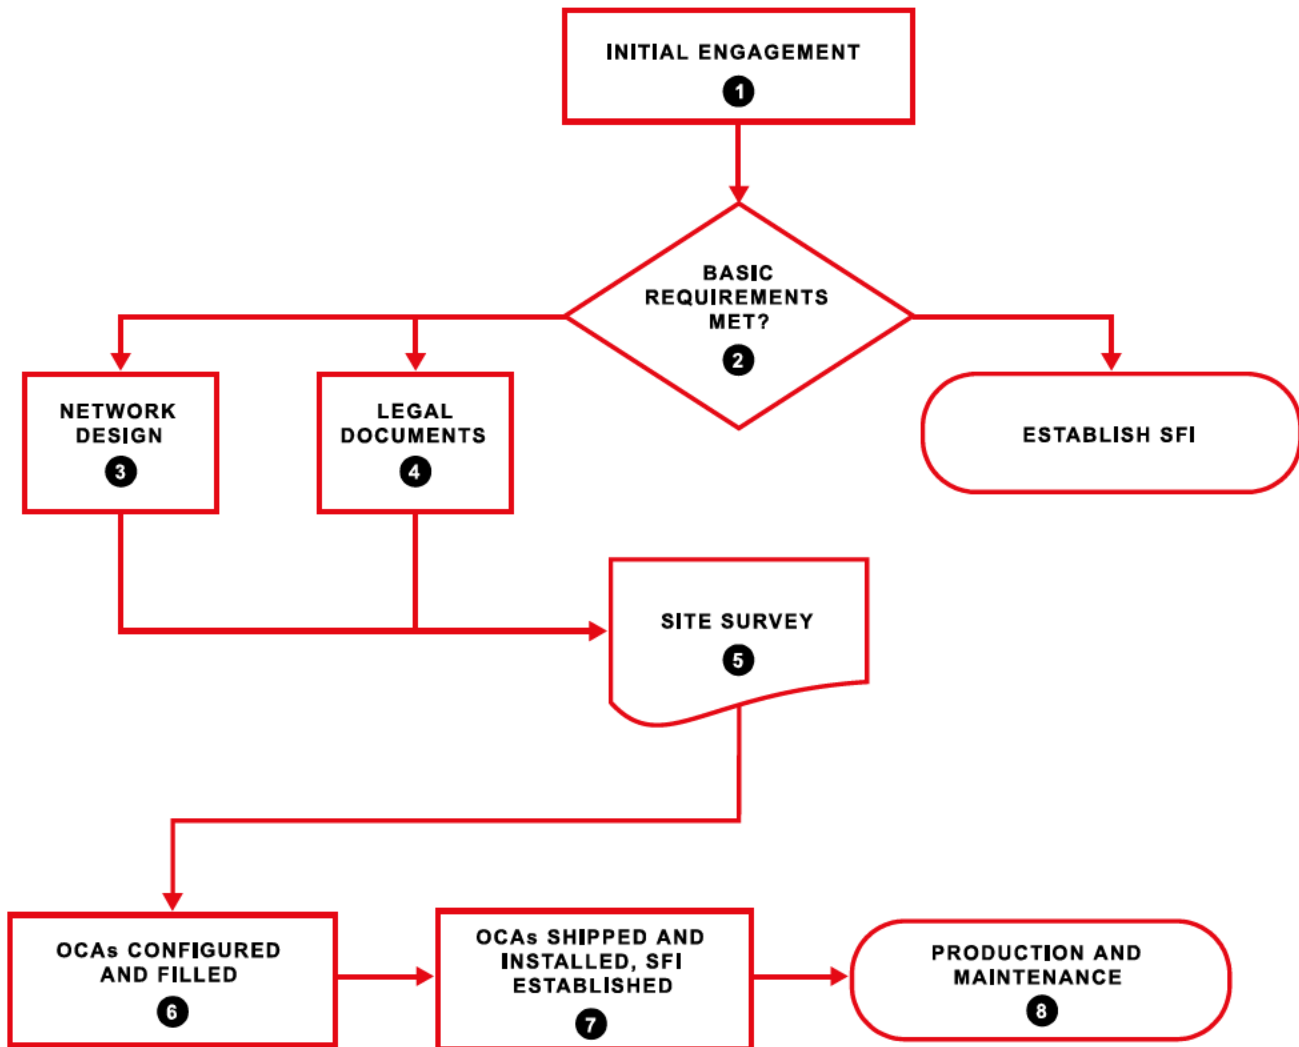 INITIAL ENGAGEMENT
1
BASIC
REQUIREMENTS
MET?
2
NETWORK
DESIGN
3
LEGAL
DOCUMENTS
4
ESTABLISH SFI
SITE SURVEY
5
OCAs CONFIGURED
AND FILLED
6
OCAs SHIPPED AND
INSTALLED, SFI
ESTABLISHED
7
PRODUCTION AND
MAINTENANCE
8